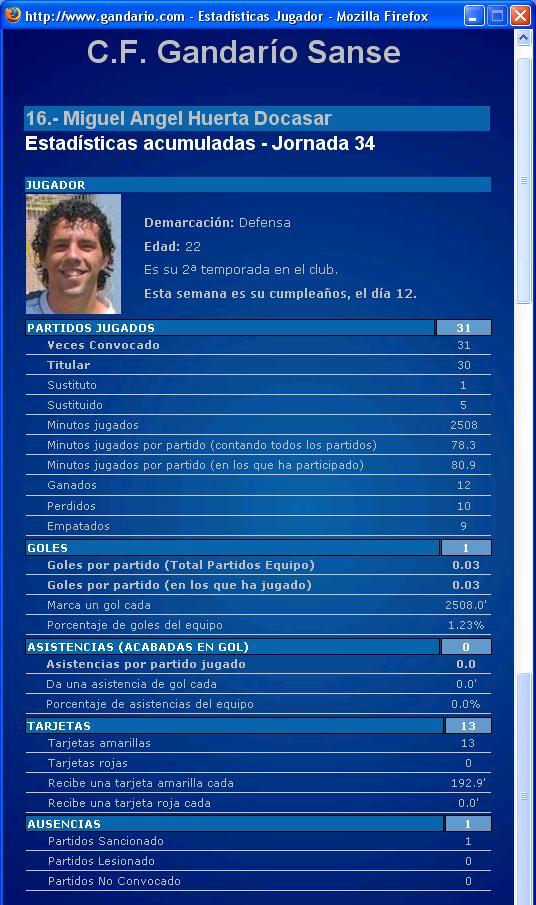 http://www.gandario.com - Estadísticas Jugador - Mozilla Firefox
C.F. Gandarío Sanse
16.- Miguel Angel Huerta Docasar
Estadísticas acumuladas - Jornada 34
JUGADOR
Demarcación: Defensa
Edad: 22
Es su 2ª temporada en el club.
Esta semana es su cumpleaños, el día 12.
PARTIDOS JUGADOS 31
Veces Convocado 31
Titular 30
Sustituto 1
Sustituido 5
Minutos jugados 2508
Minutos jugados por partido (contando todos los partidos) 78.3
Minutos jugados por partido (en los que ha participado) 80.9
Ganados 12
Perdidos 10
Empatados 9
GOLES 1
Goles por partido (Total Partidos Equipo) 0.03
Goles por partido (en los que ha jugado) 0.03
Marca un gol cada 2508.0'
Porcentaje de goles del equipo 1.23%
ASISTENCIAS (ACABADAS EN GOL) 0
Asistencias por partido jugado 0.0
Da una asistencia de gol cada 0.0'
Porcentaje de asistencias del equipo 0.0%
TARJETAS 13
Tarjetas amarillas 13
Tarjetas rojas 0
Recibe una tarjeta amarilla cada 192.9'
Recibe una tarjeta roja cada 0.0'
AUSENCIAS 1
Partidos Sancionado 1
Partidos Lesionado 0
Partidos No Convocado 0